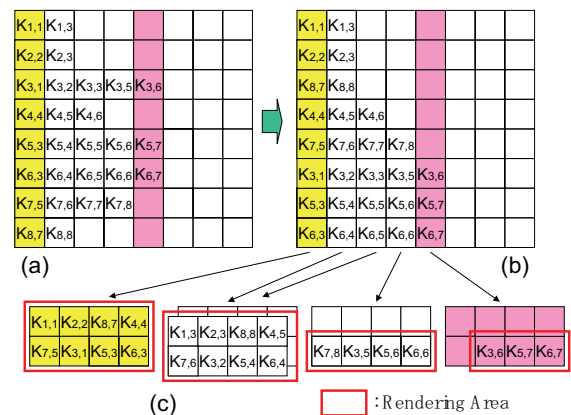 K1,1 K1,3
K2,2 K2,3
K3,1 K3,2 K3,3 K3,5 K3,6
K4,4 K4,5 K4,6
K5,3 K5,4 K5,5 K5,6 K5,7
K6,3 K6,4 K6,5 K6,6 K6,7
K7,5 K7,6 K7,7 K7,8
K8,7 K8,8
(a)
K1,1 K1,3
K2,2 K2,3
K8,7 K8,8
K4,4 K4,5 K4,6
K7,5 K7,6 K7,7 K7,8
K3,1 K3,2 K3,3 K3,5 K3,6
K5,3 K5,4 K5,5 K5,6 K5,7
K6,3 K6,4 K6,5 K6,6 K6,7
(b)
K1,1 K2,2 K8,7 K4,4
K7,5 K3,1 K5,3 K6,3
K1,3 K2,3 K8,8 K4,5
K7,6 K3,2 K5,4 K6,4
K7,8 K3,5 K5,6 K6,6
K3,6 K5,7 K6,7
(c)
:Rendering Area